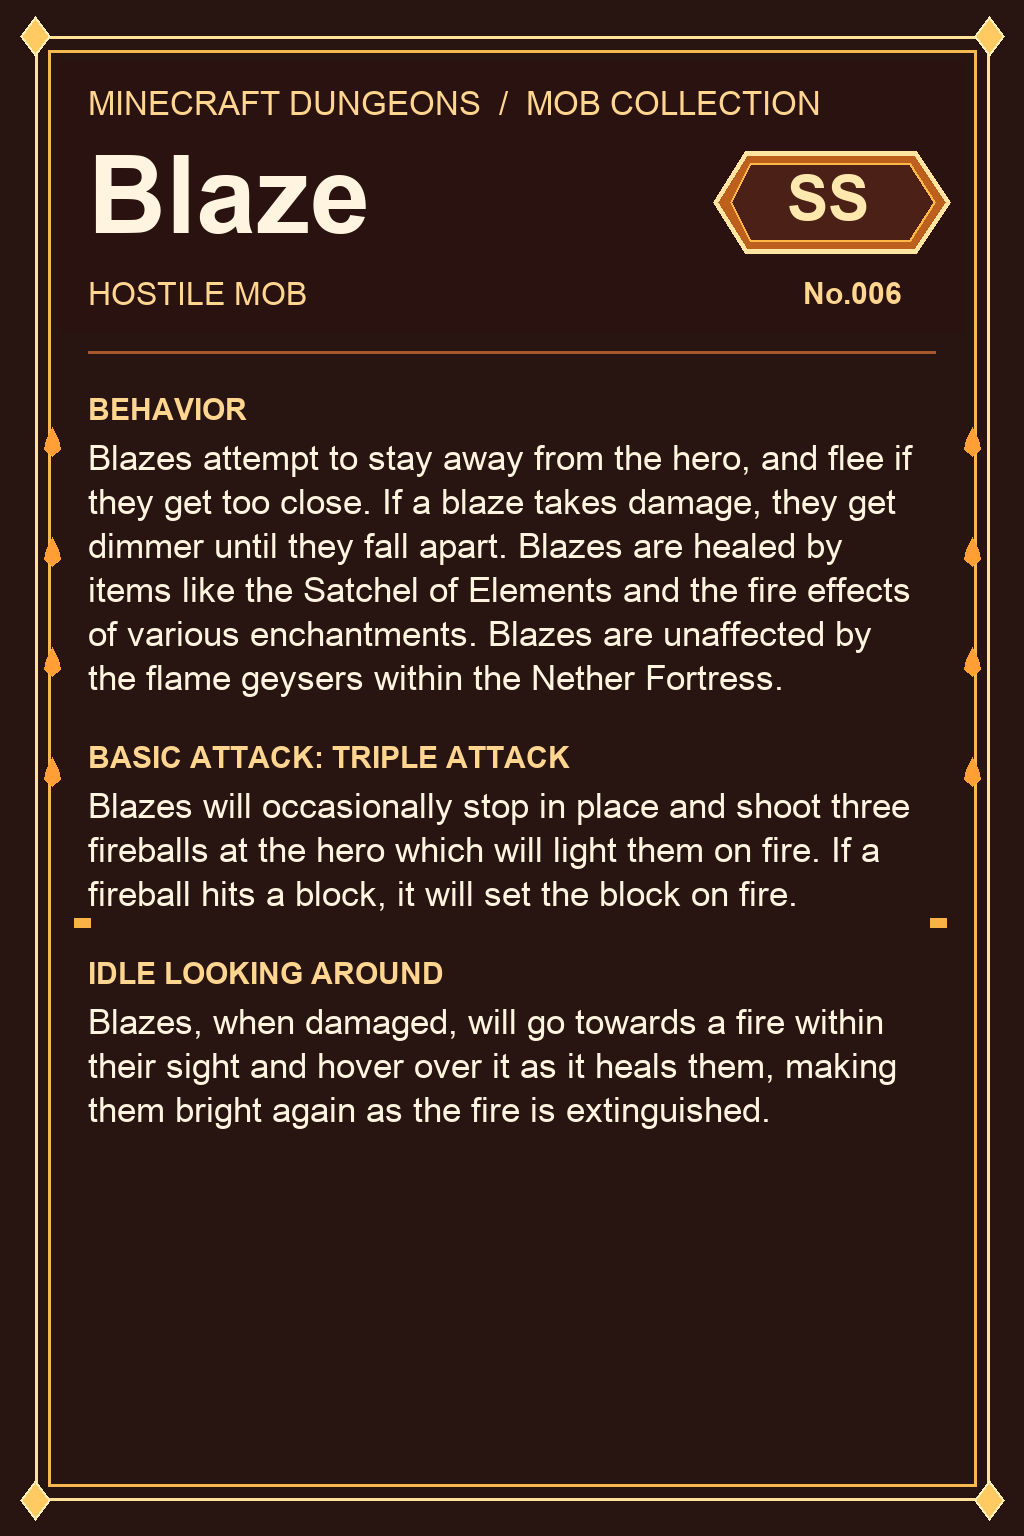 MINECRAFT DUNGEONS / MOB COLLECTION
Blaze
SS
HOSTILE MOB
No.006
BEHAVIOR
Blazes attempt to stay away from the hero, and flee if
they get too close. If a blaze takes damage, they get
dimmer until they fall apart. Blazes are healed by
items like the Satchel of Elements and the fire effects
of various enchantments. Blazes are unaffected by
the flame geysers within the Nether Fortress.
BASIC ATTACK: TRIPLE ATTACK
Blazes will occasionally stop in place and shoot three
fireballs at the hero which will light them on fire. If a
fireball hits a block, it will set the block on fire.
IDLE LOOKING AROUND
Blazes, when damaged, will go towards a fire within
their sight and hover over it as it heals them, making
them bright again as the fire is extinguished.